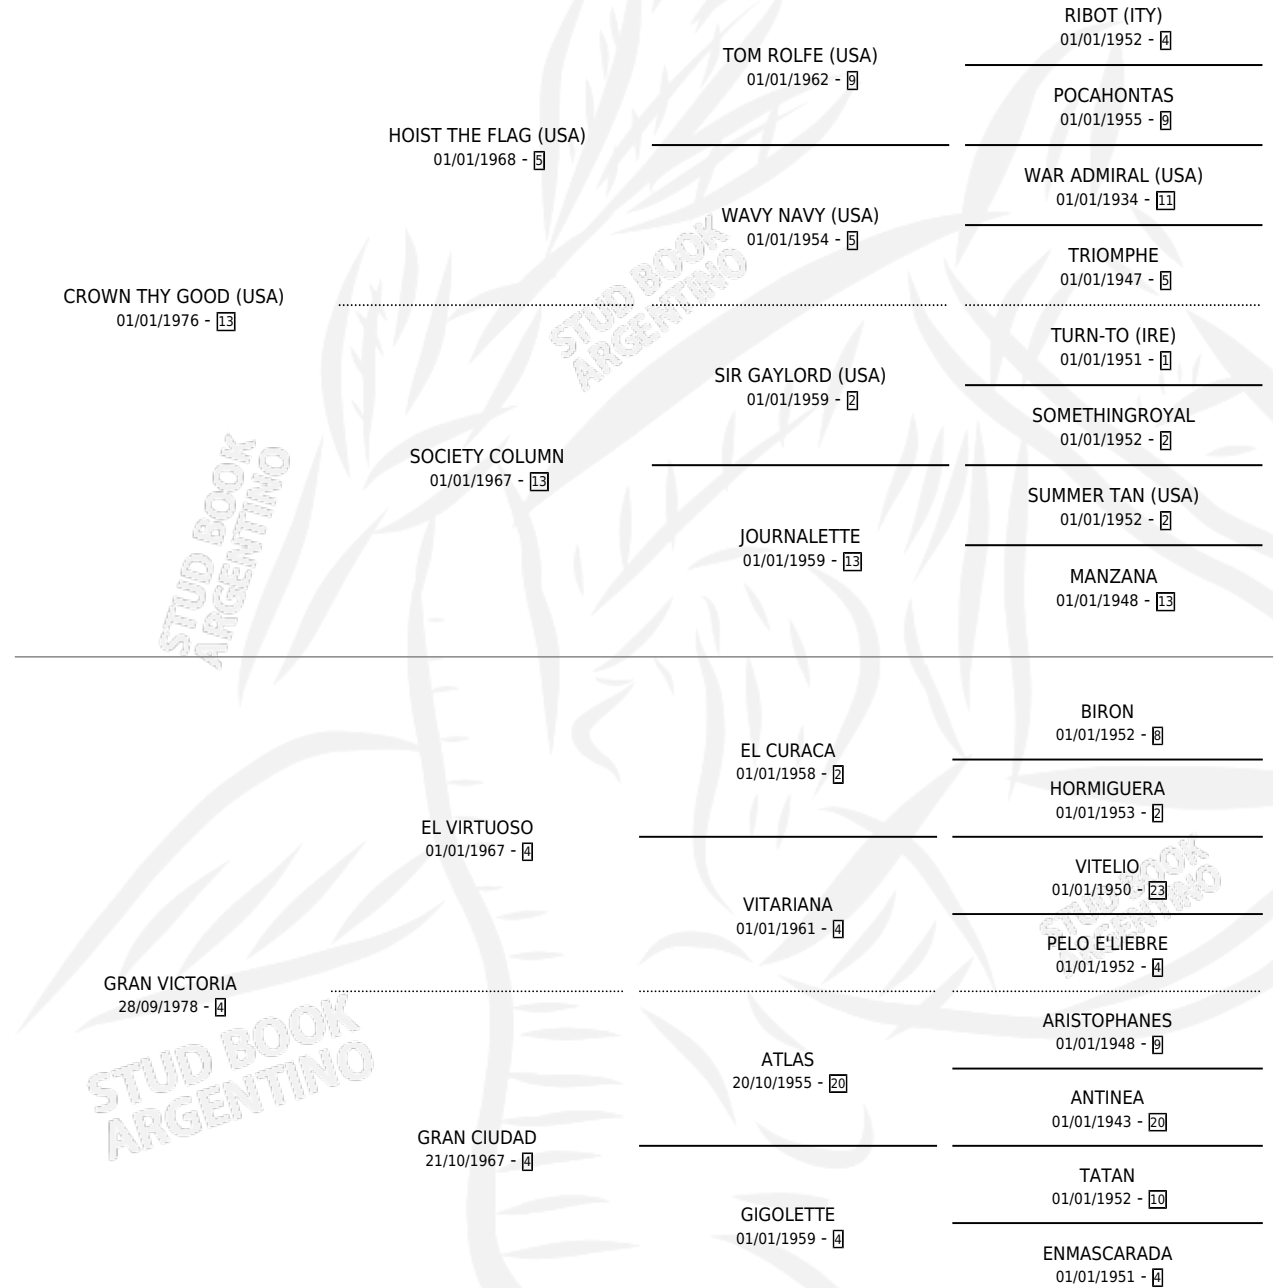 RIBOT (ITY)
01/01/1952 - 4
TOM ROLFE (USA)
01/01/1962 - 9
POCAHONTAS
01/01/1955 - 9
HOIST THE FLAG (USA)
01/01/1968 - 5
WAR ADMIRAL (USA)
01/01/1934 - 11
WAVY NAVY (USA)
01/01/1954 - 5
TRIOMPHE
01/01/1947 - 5
CROWN THY GOOD (USA)
01/01/1976 - 13
STUD BOOK
ARGENTINO
TURN-TO (IRE)
01/01/1951 - 1
SIR GAYLORD (USA)
01/01/1959 - 2
SOMETHINGROYAL
01/01/1952 - 2
SOCIETY COLUMN
01/01/1967 - 13
SUMMER TAN (USA)
01/01/1952 - 2
JOURNALETTE
01/01/1959 - 13
MANZANA
01/01/1948 - 13
STUD BOOK
ARGENTINO
BIRON
01/01/1952 - 8
EL CURACA
01/01/1958 - 2
HORMIGUERA
01/01/1953 - 2
EL VIRTUOSO
01/01/1967 - 4
VITELIO
01/01/1950 - 23
STUD BOOK
ARGENTINO
VITARIANA
01/01/1961 - 4
PELO E'LIEBRE
01/01/1952 - 4
GRAN VICTORIA
28/09/1978 - 4
STUD BOOK
ARGENTINO
ARISTOPHANES
01/01/1948 - 9
ATLAS
20/10/1955 - 20
ANTINEA
01/01/1943 - 20
GRAN CIUDAD
21/10/1967 - 4
TATAN
01/01/1952 - 10
GIGOLETTE
01/01/1959 - 4
ENMASCARADA
01/01/1951 - 4